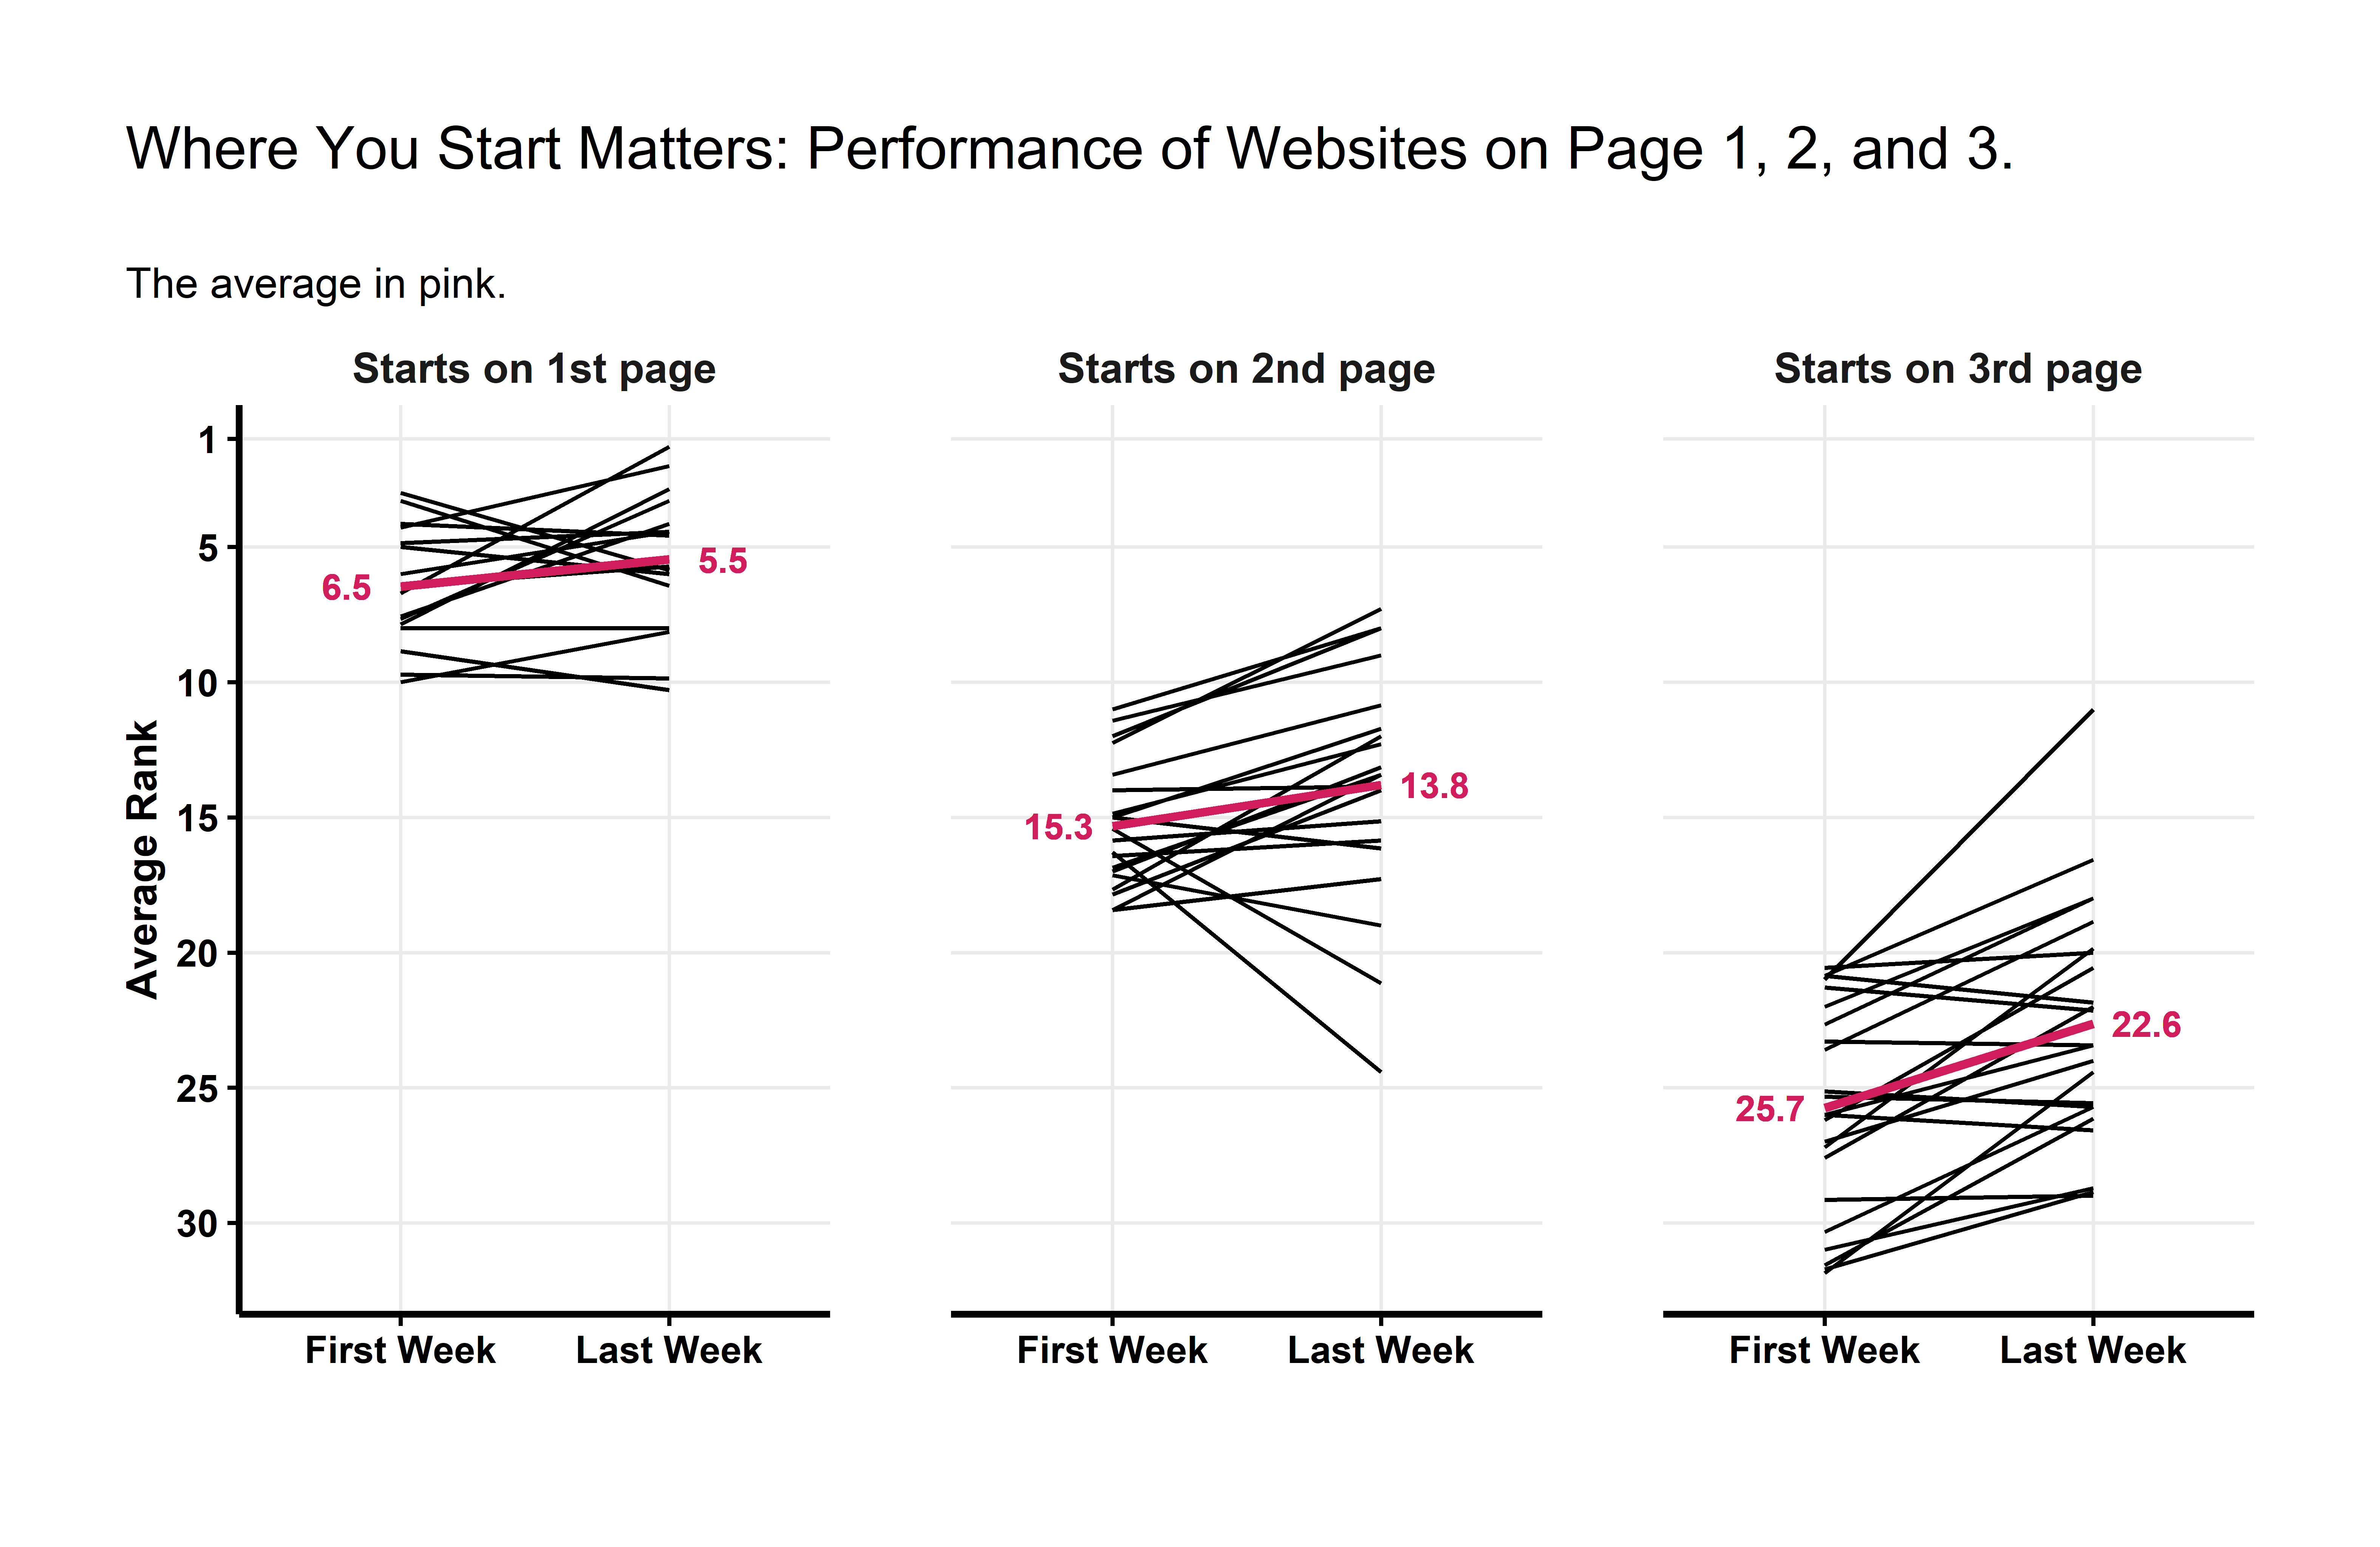 Where You Start Matters: Performance of Websites on Page 1, 2, and 3.
The average in pink.
Starts on 1st page
Starts on 2nd page
Starts on 3rd page
Average Rank
1
5
10
15
20
25
30
6.5
5.5
15.3
13.8
25.7
22.6
First Week
Last Week
First Week
Last Week
First Week
Last Week